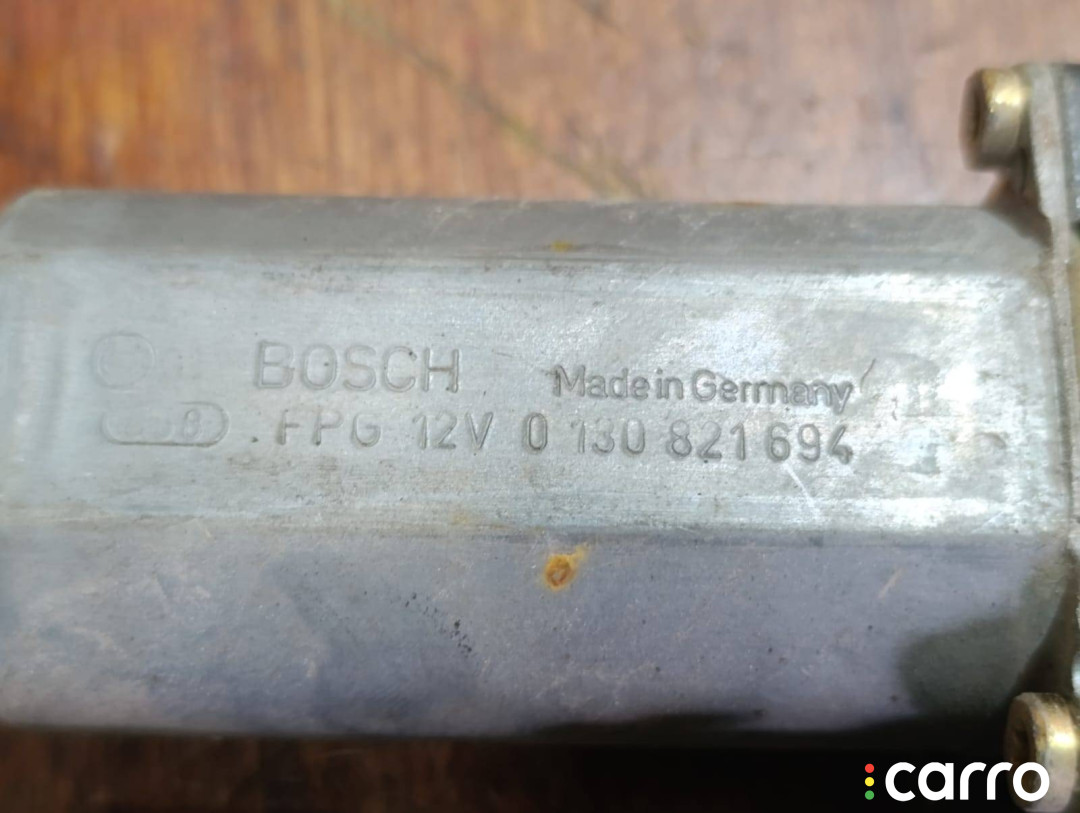 BOSCH Made in Germany
FPG 12V 0 130 821 694
carro